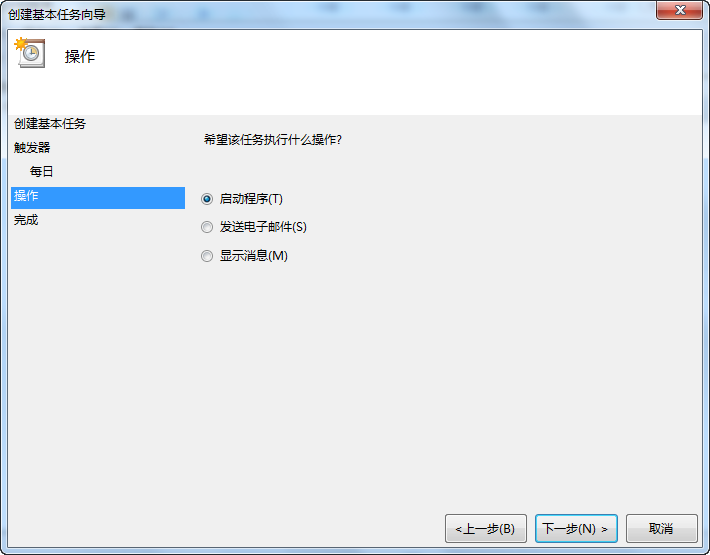 创建基本任务向导
操作
创建基本任务
触发器
每日
操作
完成
希望该任务执行什么操作?
启动程序(T)
发送电子邮件(S)
显示消息(M)
<上一步(B)
下一步(N) >
取消